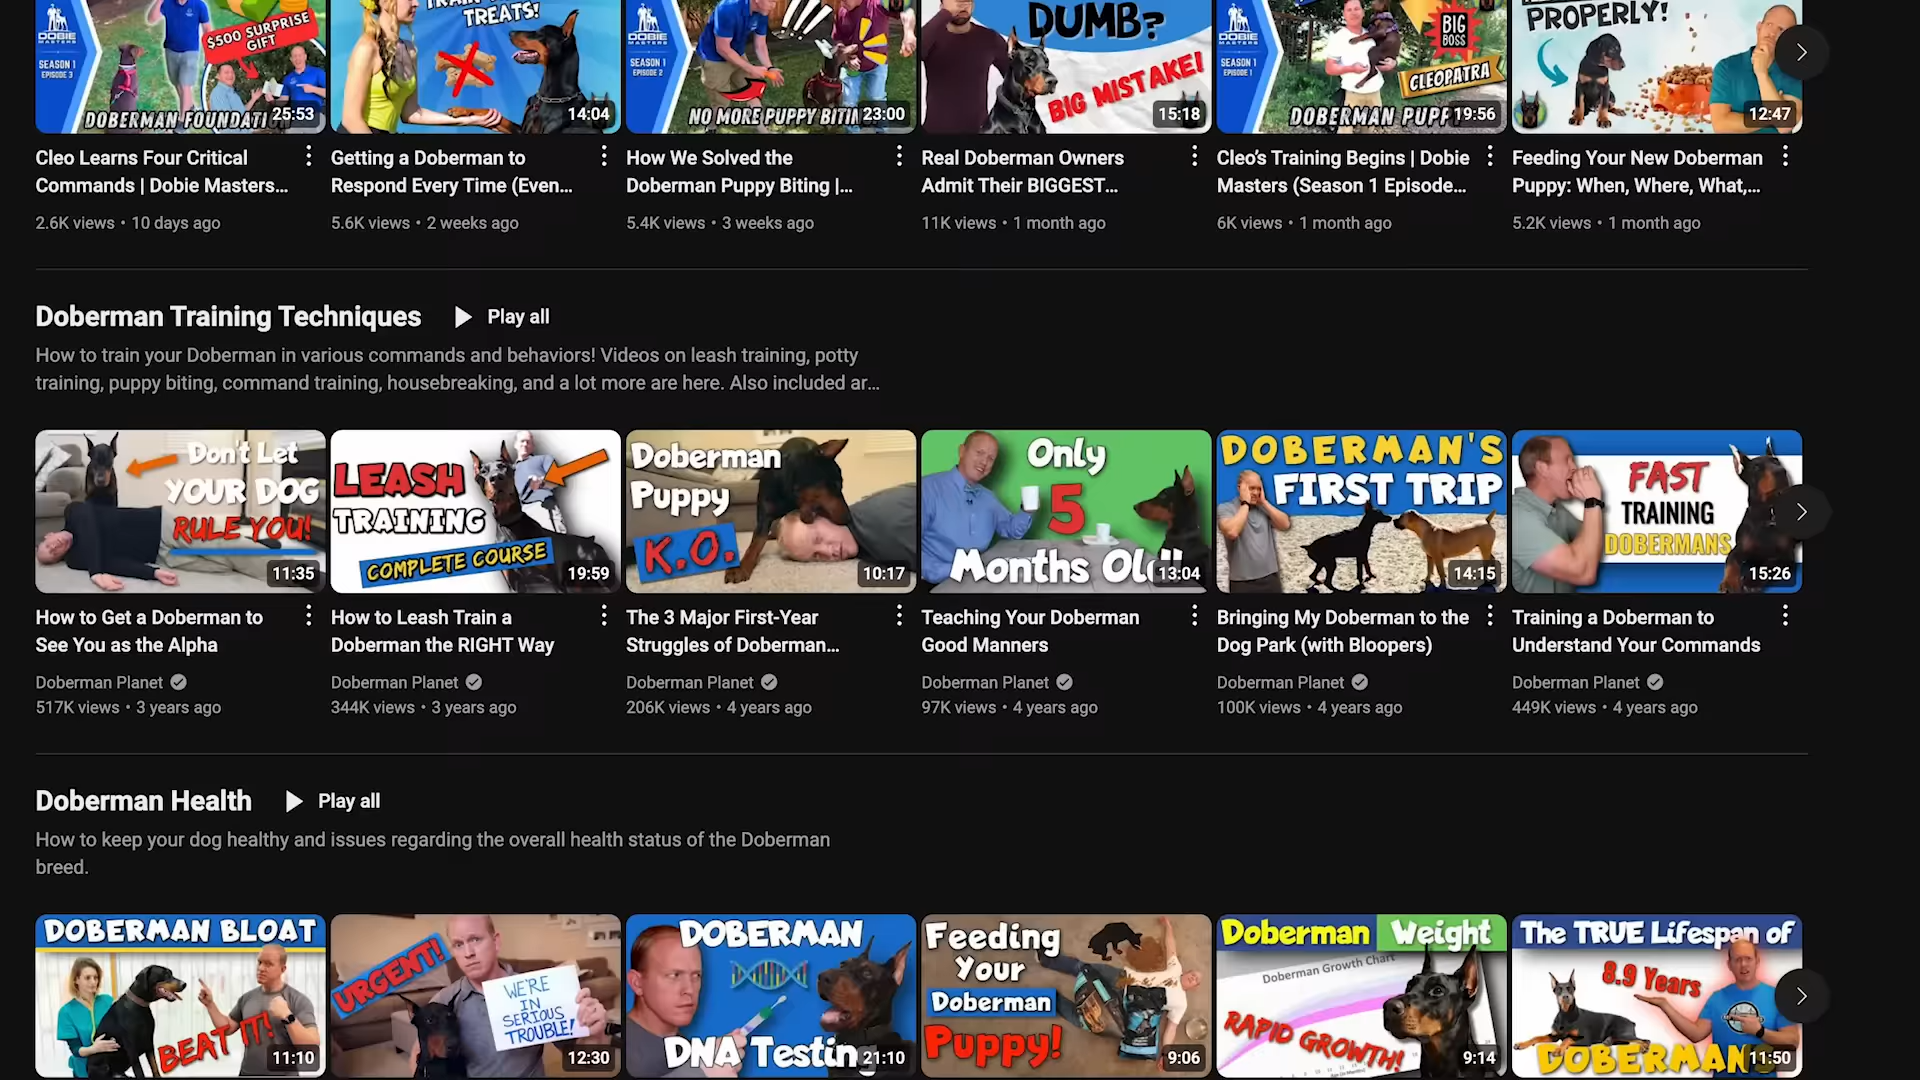 DOBIE
MASTERS
SEASON 1
EPISODE 3
$500 SURPRISE
GIFT
DOBERMAN FOUNDATI
25:53
TREATS!
14:04
DOBIE
MASTERS
SEASON 1
EPISODE 2
NO MORE PUPPY BITIN
23:00
DUMB?
BIG MISTAKE!
15:18
DOBIE
MASTERS
SEASON 1
EPISODE 1
BIG
BOSS
CLEOPATRA
DOBERMAN PUPP
19:56
PROPERLY!
12:47
Cleo Learns Four Critical
Commands | Dobie Masters...
2.6K views • 10 days ago
Getting a Doberman to
Respond Every Time (Even...
5.6K views • 2 weeks ago
How We Solved the
Doberman Puppy Biting |...
5.4K views • 3 weeks ago
Real Doberman Owners
Admit Their BIGGEST...
11K views • 1 month ago
Cleo’s Training Begins | Dobie
Masters (Season 1 Episode...
6K views • 1 month ago
Feeding Your New Doberman
Puppy: When, Where, What,...
5.2K views • 1 month ago
Doberman Training Techniques
Play all
How to train your Doberman in various commands and behaviors! Videos on leash training, potty
training, puppy biting, command training, housebreaking, and a lot more are here. Also included ar...
Don't Let
YOUR DOG
RULE YOU!
11:35
LEASH
TRAINING
COMPLETE COURSE
19:59
Doberman
Puppy
K.O.
10:17
Only
5
Months Old"
13:04
DOBERMAN'S
FIRST TRIP
14:15
FAST
TRAINING
DOBERMANS
15:26
How to Get a Doberman to
See You as the Alpha
Doberman Planet
517K views • 3 years ago
How to Leash Train a
Doberman the RIGHT Way
Doberman Planet
344K views • 3 years ago
The 3 Major First-Year
Struggles of Doberman...
Doberman Planet
206K views • 4 years ago
Teaching Your Doberman
Good Manners
Doberman Planet
97K views • 4 years ago
Bringing My Doberman to the
Dog Park (with Bloopers)
Doberman Planet
100K views • 4 years ago
Training a Doberman to
Understand Your Commands
Doberman Planet
449K views • 4 years ago
Doberman Health
Play all
How to keep your dog healthy and issues regarding the overall health status of the Doberman
breed.
DOBERMAN BLOAT
BEAT IT!
11:10
URGENT!
WE'RE
IN
SERIOUS
TROUBLE!
12:30
DOBERMAN
DNA Testin
21:10
Feeding
Your
Doberman
Puppy!
9:06
Doberman Weight
Doberman Growth Chart
RAPID GROWTH!
9:14
The TRUE Lifespan of
8.9 Years
DOBERMAN
11:50